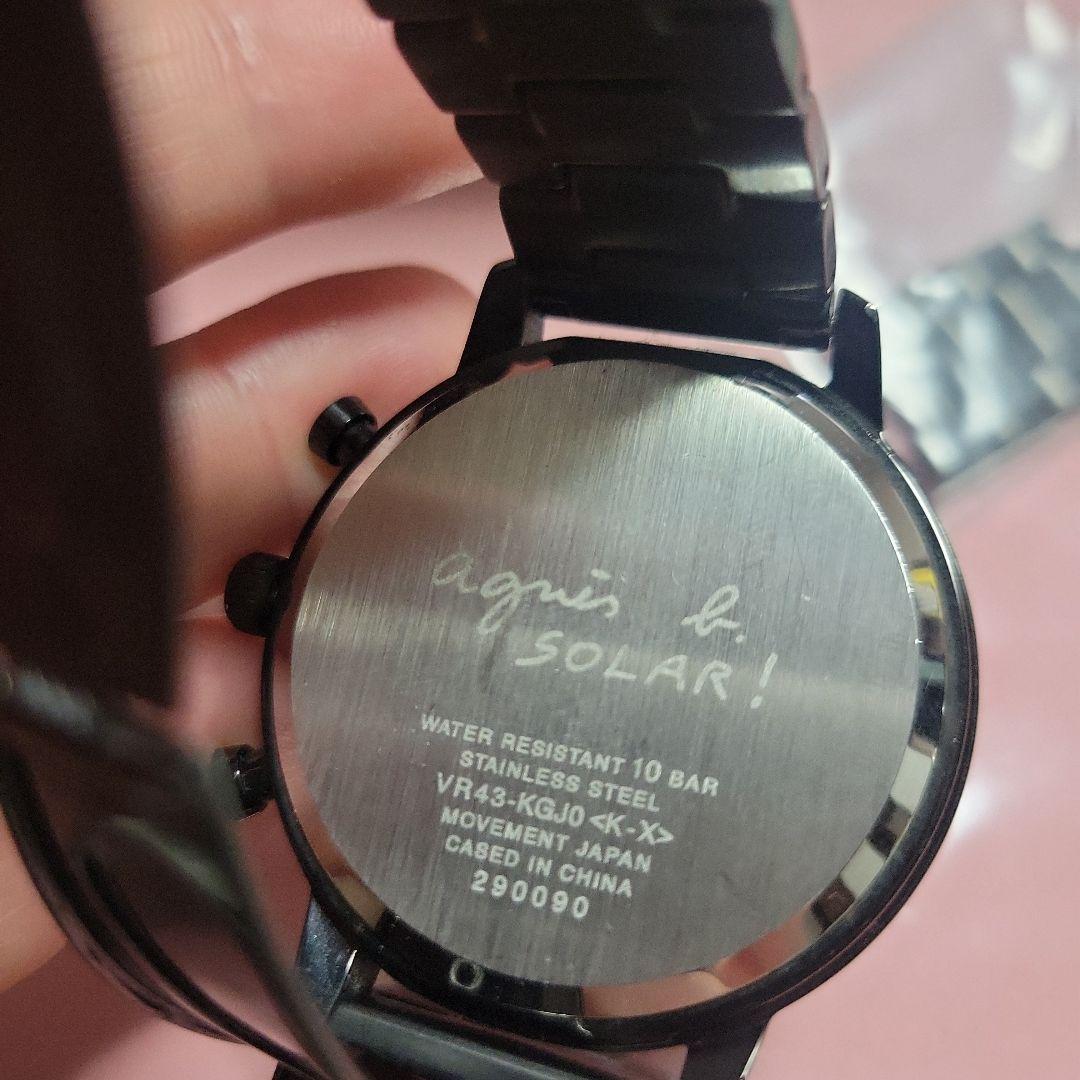 agnès b.
SOLAR!
WATER RESISTANT 10 BAR
STAINLESS STEEL
VR43-KGJ0 <K-X>
MOVEMENT JAPAN
CASED IN CHINA
290090